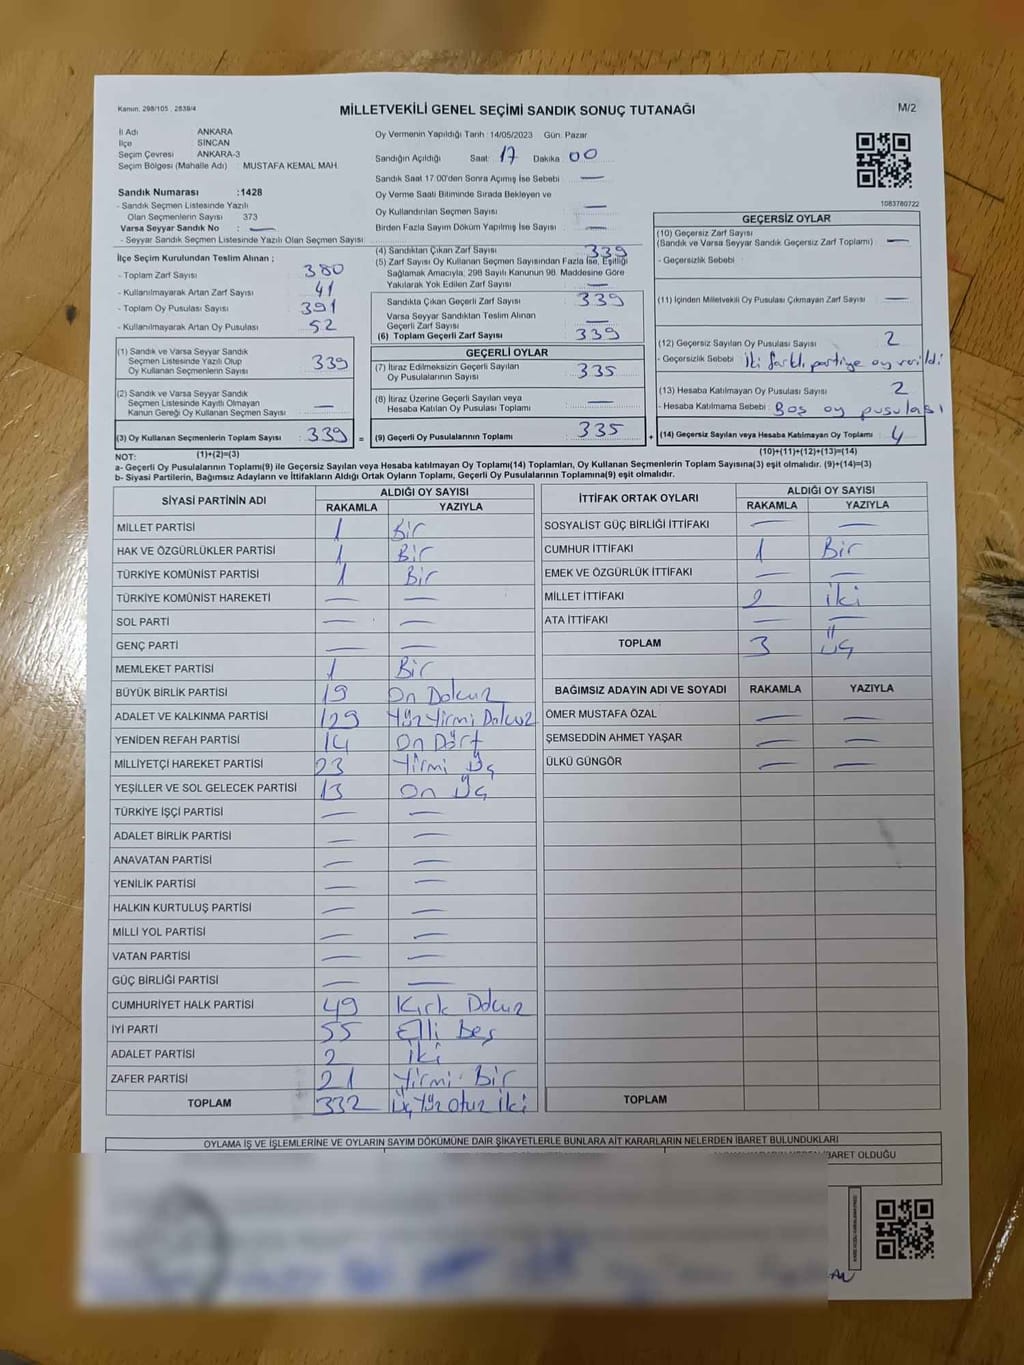 Kanun. 298/105 , 2839/4
MİLLETVEKİLİ GENEL SEÇİMİ SANDIK SONUÇ TUTANAĞI
M/2
İl Adı ANKARA
İlçe SİNCAN
Seçim Çevresi ANKARA-3
Seçim Bölgesi (Mahalle Adı) MUSTAFA KEMAL MAH.
Sandık Numarası :1428
- Sandık Seçmen Listesinde Yazılı
Olan Seçmenlerin Sayısı 373
Varsa Seyyar Sandık No : —
- Seyyar Sandık Seçmen Listesinde Yazılı Olan Seçmen Sayısı:
Oy Vermenin Yapıldığı Tarih : 14/05/2023 Gün: Pazar
Sandığın Açıldığı Saat: 17 Dakika 00
Sandık Saat 17.00'den Sonra Açılmış İse Sebebi —
Oy Verme Saati Bitiminde Sırada Bekleyen ve
Oy Kullandırılan Seçmen Sayısı —
Birden Fazla Sayım Döküm Yapılmış İse Sayısı —
1083780722
İlçe Seçim Kurulundan Teslim Alınan ;
- Toplam Zarf Sayısı 380
- Kullanılmayarak Artan Zarf Sayısı 41
- Toplam Oy Pusulası Sayısı 391
- Kullanılmayarak Artan Oy Pusulası 52
(1) Sandık ve Varsa Seyyar Sandık
Seçmen Listesinde Yazılı Olup
Oy Kullanan Seçmenlerin Sayısı 339
(2) Sandık ve Varsa Seyyar Sandık
Seçmen Listesinde Kayıtlı Olmayan
Kanun Gereği Oy Kullanan Seçmen Sayısı —
(3) Oy Kullanan Seçmenlerin Toplam Sayısı 339 =
(4) Sandıktan Çıkan Zarf Sayısı 339
(5) Zarf Sayısı Oy Kullanan Seçmen Sayısından Fazla İse, Eşitliği
Sağlamak Amacıyla, 298 Sayılı Kanunun 98. Maddesine Göre
Yakılarak Yok Edilen Zarf Sayısı —
Sandıkta Çıkan Geçerli Zarf Sayısı 339
Varsa Seyyar Sandıktan Teslim Alınan
Geçerli Zarf Sayısı —
(6) Toplam Geçerli Zarf Sayısı 339
GEÇERLİ OYLAR
(7) İtiraz Edilmeksizin Geçerli Sayılan
Oy Pusulalarının Sayısı 335
(8) İtiraz Üzerine Geçerli Sayılan veya
Hesaba Katılan Oy Pusulası Toplamı —
(9) Geçerli Oy Pusulalarının Toplamı 335 +
GEÇERSİZ OYLAR
(10) Geçersiz Zarf Sayısı
(Sandık ve Varsa Seyyar Sandık Geçersiz Zarf Toplamı) —
- Geçersizlik Sebebi
(11) İçinden Milletvekili Oy Pusulası Çıkmayan Zarf Sayısı —
(12) Geçersiz Sayılan Oy Pusulası Sayısı 2
- Geçersizlik Sebebi : İki farklı partiye oy verildi
(13) Hesaba Katılmayan Oy Pusulası Sayısı 2
- Hesaba Katılmama Sebebi : Boş oy pusulası
(14) Geçersiz Sayılan veya Hesaba Katılmayan Oy Toplamı 4
NOT: (1)+(2)=(3) (10)+(11)+(12)+(13)=(14)
a- Geçerli Oy Pusulalarının Toplamı(9) ile Geçersiz Sayılan veya Hesaba katılmayan Oy Toplamı(14) Toplamları, Oy Kullanan Seçmenlerin Toplam Sayısına(3) eşit olmalıdır. (9)+(14)=(3)
b- Siyasi Partilerin, Bağımsız Adayların ve İttifakların Aldığı Ortak Oyların Toplamı, Geçerli Oy Pusulalarının Toplamına(9) eşit olmalıdır.
SİYASİ PARTİNİN ADI ALDIĞI OY SAYISI
RAKAMLA YAZIYLA
MİLLET PARTİSİ 1 Bir
HAK VE ÖZGÜRLÜKLER PARTİSİ 1 Bir
TÜRKİYE KOMÜNİST PARTİSİ 1 Bir
TÜRKİYE KOMÜNİST HAREKETİ — —
SOL PARTİ — —
GENÇ PARTİ — —
MEMLEKET PARTİSİ 1 Bir
BÜYÜK BİRLİK PARTİSİ 19 On Dokuz
ADALET VE KALKINMA PARTİSİ 129 Yüz Yirmi Dokuz
YENİDEN REFAH PARTİSİ 14 On Dört
MİLLİYETÇİ HAREKET PARTİSİ 23 Yirmi Üç
YEŞİLLER VE SOL GELECEK PARTİSİ 13 On Üç
TÜRKİYE İŞÇİ PARTİSİ — —
ADALET BİRLİK PARTİSİ — —
ANAVATAN PARTİSİ — —
YENİLİK PARTİSİ — —
HALKIN KURTULUŞ PARTİSİ — —
MİLLİ YOL PARTİSİ — —
VATAN PARTİSİ — —
GÜÇ BİRLİĞİ PARTİSİ — —
CUMHURİYET HALK PARTİSİ 49 Kırk Dokuz
İYİ PARTİ 55 Elli Beş
ADALET PARTİSİ 2 İki
ZAFER PARTİSİ 21 Yirmi Bir
TOPLAM 332 Üç Yüz Otuz İki
İTTİFAK ORTAK OYLARI ALDIĞI OY SAYISI
RAKAMLA YAZIYLA
SOSYALİST GÜÇ BİRLİĞİ İTTİFAKI — —
CUMHUR İTTİFAKI 1 Bir
EMEK VE ÖZGÜRLÜK İTTİFAKI — —
MİLLET İTTİFAKI 2 İki
ATA İTTİFAKI — —
TOPLAM 3 Üç
BAĞIMSIZ ADAYIN ADI VE SOYADI RAKAMLA YAZIYLA
ÖMER MUSTAFA ÖZAL — —
ŞEMSEDDİN AHMET YAŞAR — —
ÜLKÜ GÜNGÖR — —
TOPLAM
OYLAMA İŞ VE İŞLEMLERİNE VE OYLARIN SAYIM DÖKÜMÜNE DAİR ŞİKAYETLERLE BUNLARA AİT KARARLARIN NELERDEN İBARET BULUNDUKLARI
İBARET OLDUĞU